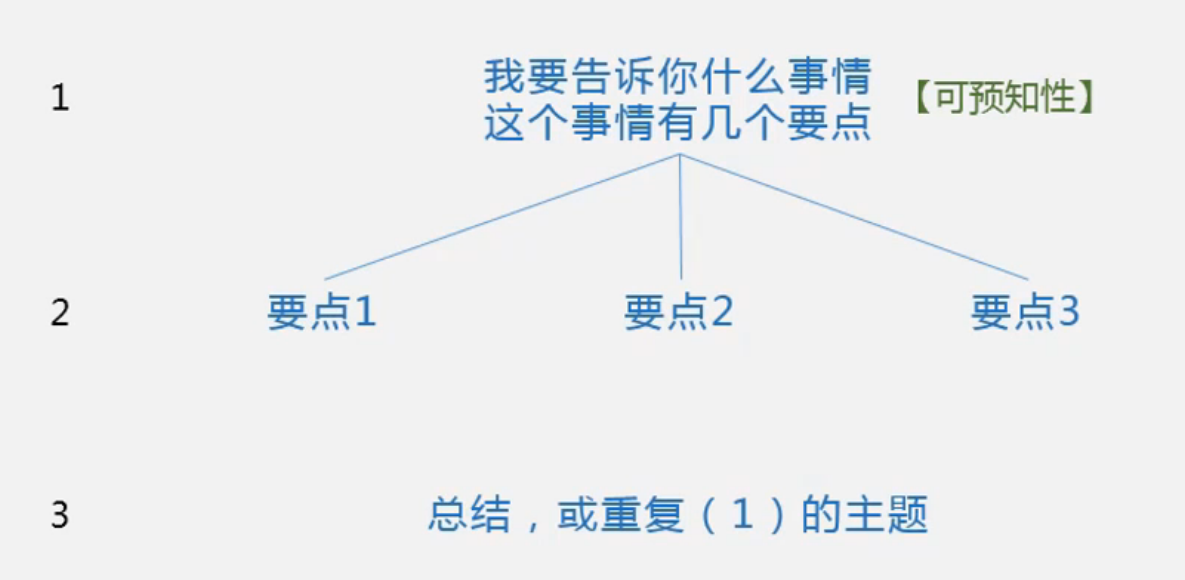 1
我要告诉你什么事情
这个事情有几个要点
【可预知性】
2
要点1
要点2
要点3
3
总结，或重复（1）的主题